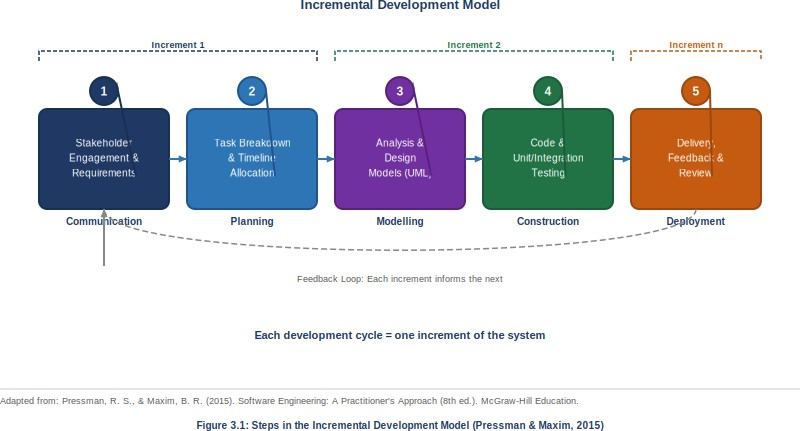 Incremental Development Model
Increment 1
Increment 2
Increment n
1
2
3
4
5
Stakeholder
Engagement &
Requirements
Task Breakdown
& Timeline
Allocation
Analysis &
Design
Models (UML,
Code &
Unit/Integration
Testing
Delivery,
Feedback &
Review
Communication
Planning
Modelling
Construction
Deployment
Feedback Loop: Each increment informs the next
Each development cycle = one increment of the system
Adapted from: Pressman, R. S., & Maxim, B. R. (2015). Software Engineering: A Practitioner's Approach (8th ed.). McGraw-Hill Education.
Figure 3.1: Steps in the Incremental Development Model (Pressman & Maxim, 2015)